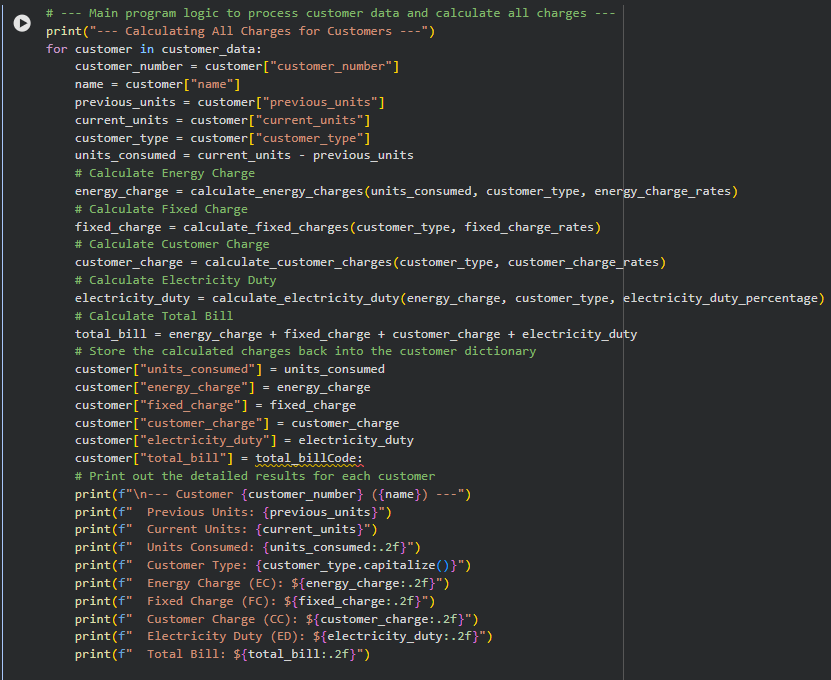 # --- Main program logic to process customer data and calculate all charges ---
print("--- Calculating All Charges for Customers ---")
for customer in customer_data:
    customer_number = customer["customer_number"]
    name = customer["name"]
    previous_units = customer["previous_units"]
    current_units = customer["current_units"]
    customer_type = customer["customer_type"]
    units_consumed = current_units - previous_units
    # Calculate Energy Charge
    energy_charge = calculate_energy_charges(units_consumed, customer_type, energy_charge_rates)
    # Calculate Fixed Charge
    fixed_charge = calculate_fixed_charges(customer_type, fixed_charge_rates)
    # Calculate Customer Charge
    customer_charge = calculate_customer_charges(customer_type, customer_charge_rates)
    # Calculate Electricity Duty
    electricity_duty = calculate_electricity_duty(energy_charge, customer_type, electricity_duty_percentage)
    # Calculate Total Bill
    total_bill = energy_charge + fixed_charge + customer_charge + electricity_duty
    # Store the calculated charges back into the customer dictionary
    customer["units_consumed"] = units_consumed
    customer["energy_charge"] = energy_charge
    customer["fixed_charge"] = fixed_charge
    customer["customer_charge"] = customer_charge
    customer["electricity_duty"] = electricity_duty
    customer["total_bill"] = total_billCode:
    # Print out the detailed results for each customer
    print(f"\n--- Customer {customer_number} ({name}) ---")
    print(f"  Previous Units: {previous_units}")
    print(f"  Current Units: {current_units}")
    print(f"  Units Consumed: {units_consumed:.2f}")
    print(f"  Customer Type: {customer_type.capitalize()}")
    print(f"  Energy Charge (EC): ${energy_charge:.2f}")
    print(f"  Fixed Charge (FC): ${fixed_charge:.2f}")
    print(f"  Customer Charge (CC): ${customer_charge:.2f}")
    print(f"  Electricity Duty (ED): ${electricity_duty:.2f}")
    print(f"  Total Bill: ${total_bill:.2f}")